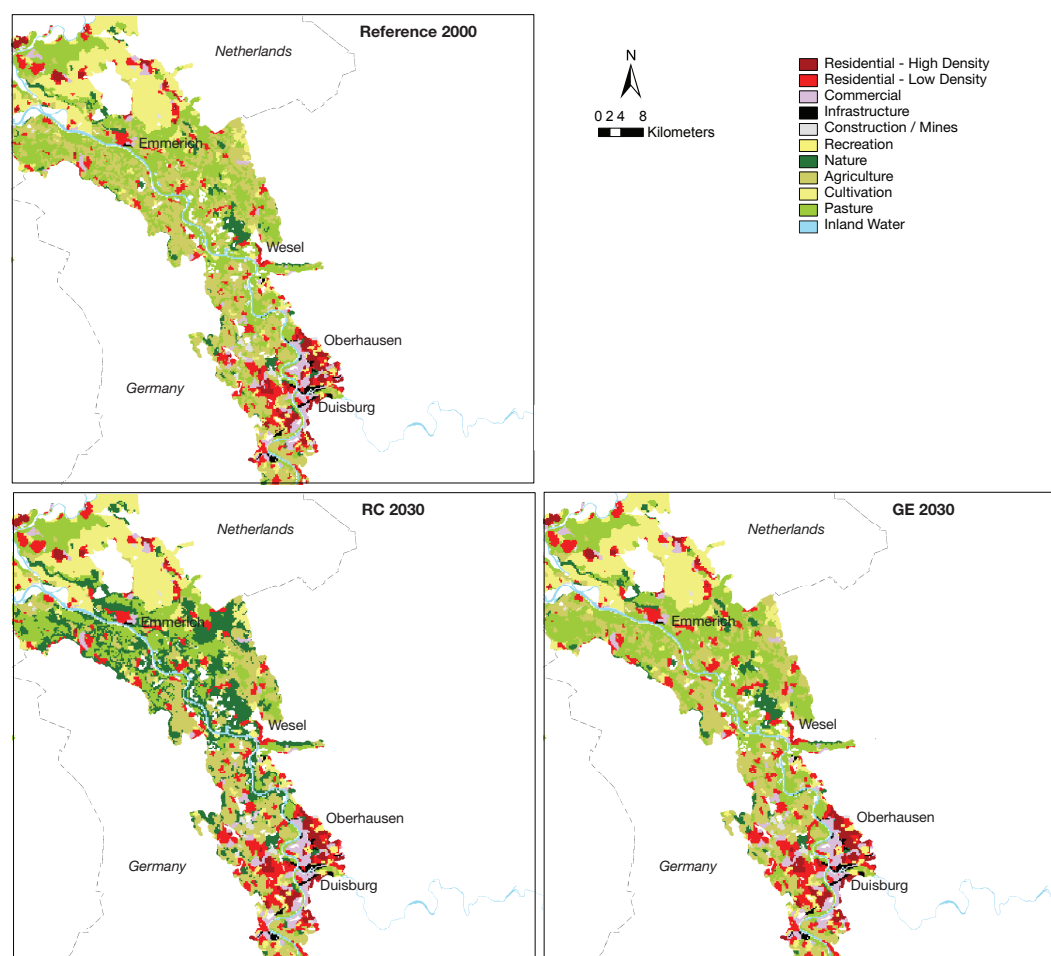 Reference 2000
Netherlands
Emmerich
Wesel
Oberhausen
Germany
Duisburg
N
0 2 4 8
Kilometers
Residential - High Density
Residential - Low Density
Commercial
Infrastructure
Construction / Mines
Recreation
Nature
Agriculture
Cultivation
Pasture
Inland Water
RC 2030
Netherlands
Emmerich
Wesel
Oberhausen
Germany
Duisburg
GE 2030
Netherlands
Emmerich
Wesel
Oberhausen
Germany
Duisburg